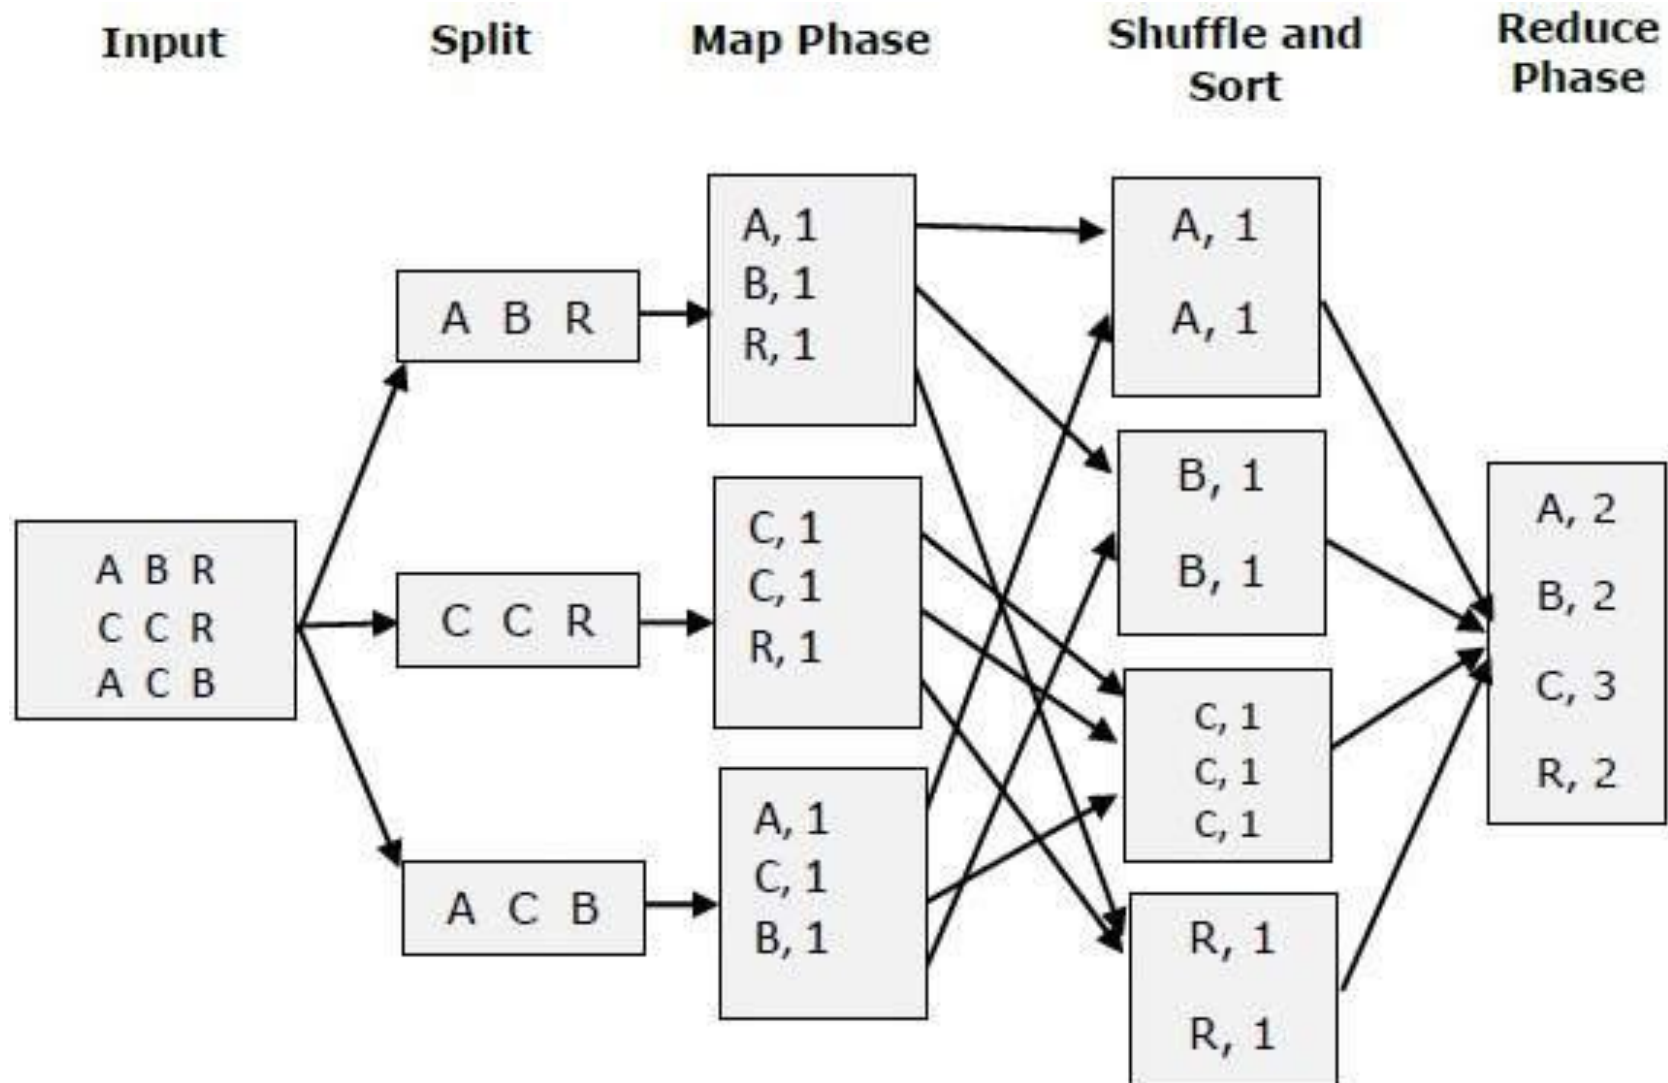 Input
Split
Map Phase
Shuffle and
Sort
Reduce
Phase
A B R
C C R
A C B
A B R
C C R
A C B
A, 1
B, 1
R, 1
C, 1
C, 1
R, 1
A, 1
C, 1
B, 1
A, 1
A, 1
B, 1
B, 1
C, 1
C, 1
C, 1
R, 1
R, 1
A, 2
B, 2
C, 3
R, 2